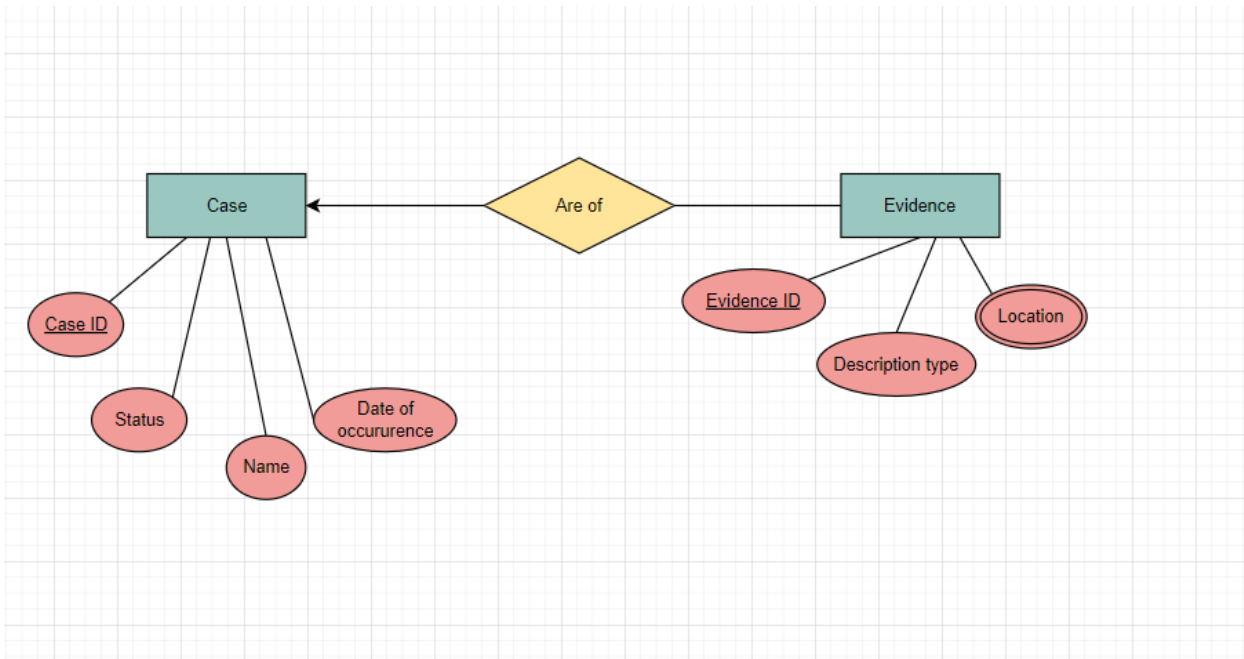 Case
Are of
Evidence
Case ID
Status
Name
Date of
occururence
Evidence ID
Description type
Location